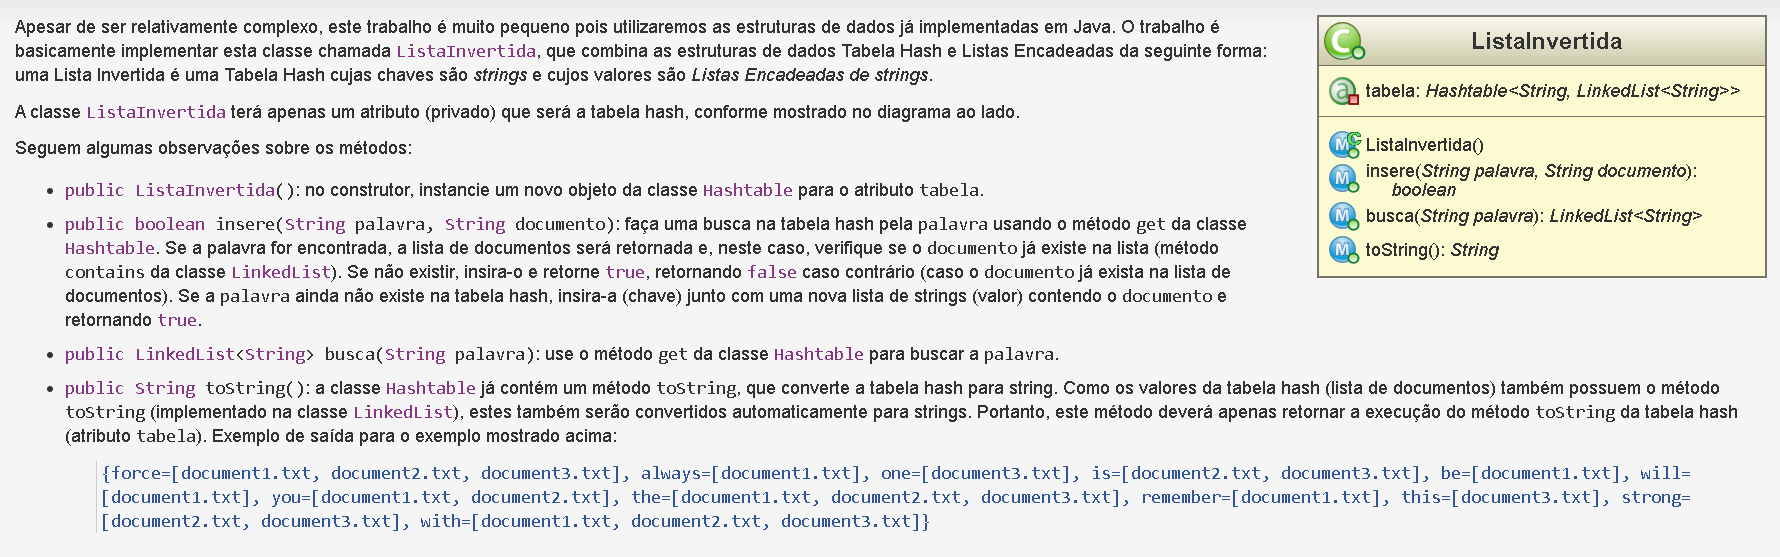 Apesar de ser relativamente complexo, este trabalho é muito pequeno pois utilizaremos as estruturas de dados já implementadas em Java. O trabalho é
basicamente implementar esta classe chamada ListaInvertida, que combina as estruturas de dados Tabela Hash e Listas Encadeadas da seguinte forma:
uma Lista Invertida é uma Tabela Hash cujas chaves são strings e cujos valores são Listas Encadeadas de strings.
A classe ListaInvertida terá apenas um atributo (privado) que será a tabela hash, conforme mostrado no diagrama ao lado.
Seguem algumas observações sobre os métodos:
• public ListaInvertida(): no construtor, instancie um novo objeto da classe Hashtable para o atributo tabela.
• public boolean insere(String palavra, String documento): faça uma busca na tabela hash pela palavra usando o método get da classe
Hashtable. Se a palavra for encontrada, a lista de documentos será retornada e, neste caso, verifique se o documento já existe na lista (método
contains da classe LinkedList). Se não existir, insira-o e retorne true, retornando false caso contrário (caso o documento já exista na lista de
documentos). Se a palavra ainda não existe na tabela hash, insira-a (chave) junto com uma nova lista de strings (valor) contendo o documento e
retornando true.
• public LinkedList<String> busca(String palavra): use o método get da classe Hashtable para buscar a palavra.
• public String toString(): a classe Hashtable já contém um método toString, que converte a tabela hash para string. Como os valores da tabela hash (lista de documentos) também possuem o método
toString (implementado na classe LinkedList), estes também serão convertidos automaticamente para strings. Portanto, este método deverá apenas retornar a execução do método toString da tabela hash
(atributo tabela). Exemplo de saída para o exemplo mostrado acima:
{force=[document1.txt, document2.txt, document3.txt], always=[document1.txt], one=[document3.txt], is=[document2.txt, document3.txt], be=[document1.txt], will=
[document1.txt], you=[document1.txt, document2.txt], the=[document1.txt, document2.txt, document3.txt], remember=[document1.txt], this=[document3.txt], strong=
[document2.txt, document3.txt], with=[document1.txt, document2.txt, document3.txt]}
C ListaInvertida
a tabela: Hashtable<String, LinkedList<String>>
M C ListaInvertida()
M insere(String palavra, String documento):
boolean
M busca(String palavra): LinkedList<String>
M toString(): String